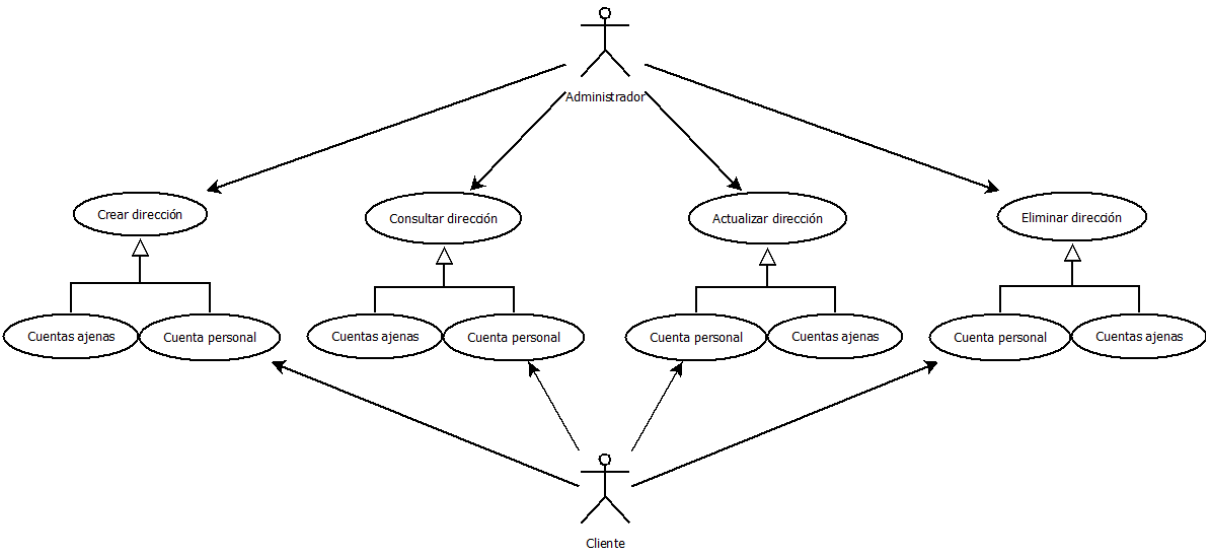 Administrador
Crear dirección
Consultar dirección
Actualizar dirección
Eliminar dirección
Cuentas ajenas
Cuenta personal
Cuentas ajenas
Cuenta personal
Cuenta personal
Cuentas ajenas
Cuenta personal
Cuentas ajenas
Cliente